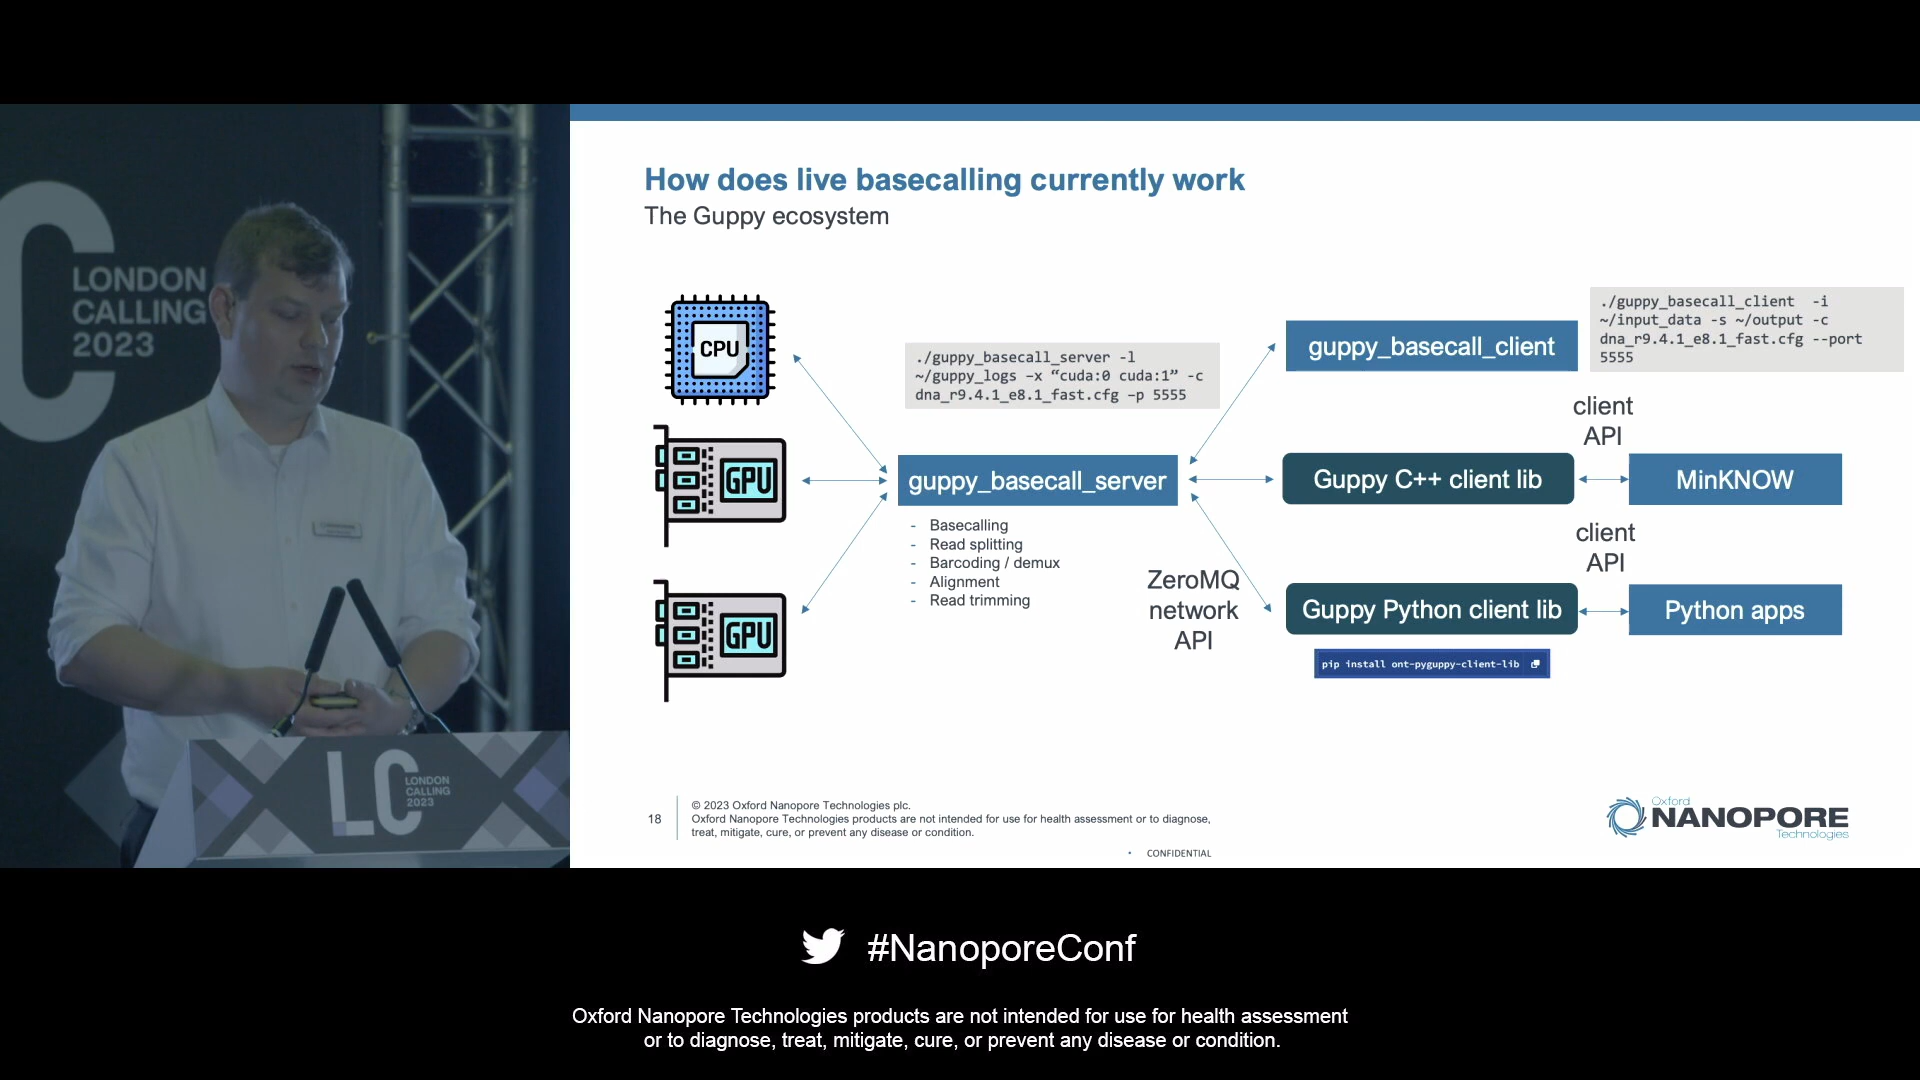 C
LONDON
CALLING
2023
LC
LONDON
CALLING
2023
How does live basecalling currently work
The Guppy ecosystem
CPU
GPU
GPU
./guppy_basecall_server -l
~/guppy_logs –x “cuda:0 cuda:1” -c
dna_r9.4.1_e8.1_fast.cfg –p 5555
guppy_basecall_server
- Basecalling
- Read splitting
- Barcoding / demux
- Alignment
- Read trimming
ZeroMQ
network
API
guppy_basecall_client
./guppy_basecall_client -i
~/input_data -s ~/output -c
dna_r9.4.1_e8.1_fast.cfg --port
5555
client
API
Guppy C++ client lib
MinKNOW
client
API
Guppy Python client lib
Python apps
pip install ont-pyguppy-client-lib
18
© 2023 Oxford Nanopore Technologies plc.
Oxford Nanopore Technologies products are not intended for use for health assessment or to diagnose,
treat, mitigate, cure, or prevent any disease or condition.
• CONFIDENTIAL
Oxford
NANOPORE
Technologies
#NanoporeConf
Oxford Nanopore Technologies products are not intended for use for health assessment
or to diagnose, treat, mitigate, cure, or prevent any disease or condition.